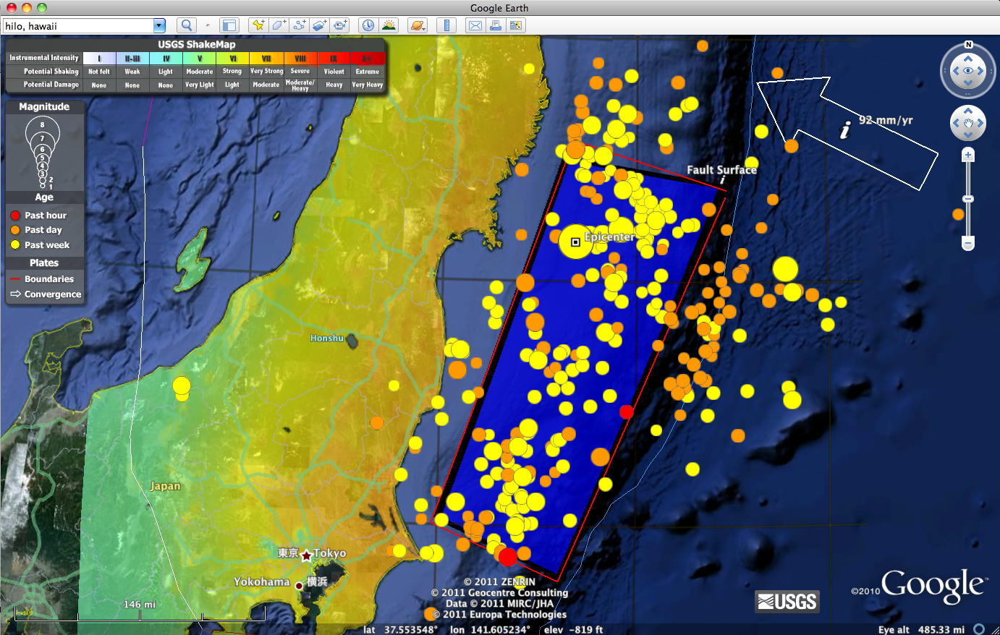 Google Earth
hilo, hawaii
USGS ShakeMap
Instrumental Intensity I II-III IV V VI VII VIII IX X+
Potential Shaking Not felt Weak Light Moderate Strong Very Strong Severe Violent Extreme
Potential Damage None None None Very Light Light Moderate Moderate/Heavy Heavy Very Heavy
Magnitude
8
7
6
5
4
3
2
1
Age
Past hour
Past day
Past week
Plates
Boundaries
Convergence
N
92 mm/yr
i
Fault Surface
i
Epicenter
Honshu
Japan
東京 Tokyo
Yokohama 横浜
146 mi
© 2011 ZENRIN
© 2011 Geocentre Consulting
Data © 2011 MIRC/JHA
© 2011 Europa Technologies
USGS
©2010 Google™
lat 37.553548° lon 141.605234° elev -819 ft
Eye alt 485.33 mi